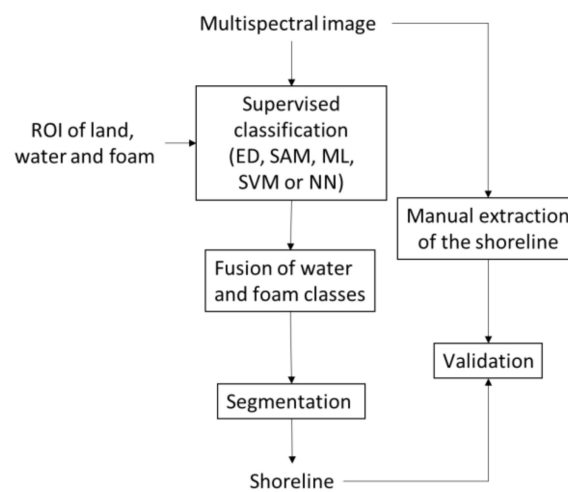 Multispectral image
Supervised
classification
(ED, SAM, ML,
SVM or NN)
ROI of land,
water and foam
Manual extraction
of the shoreline
Fusion of water
and foam classes
Validation
Segmentation
Shoreline